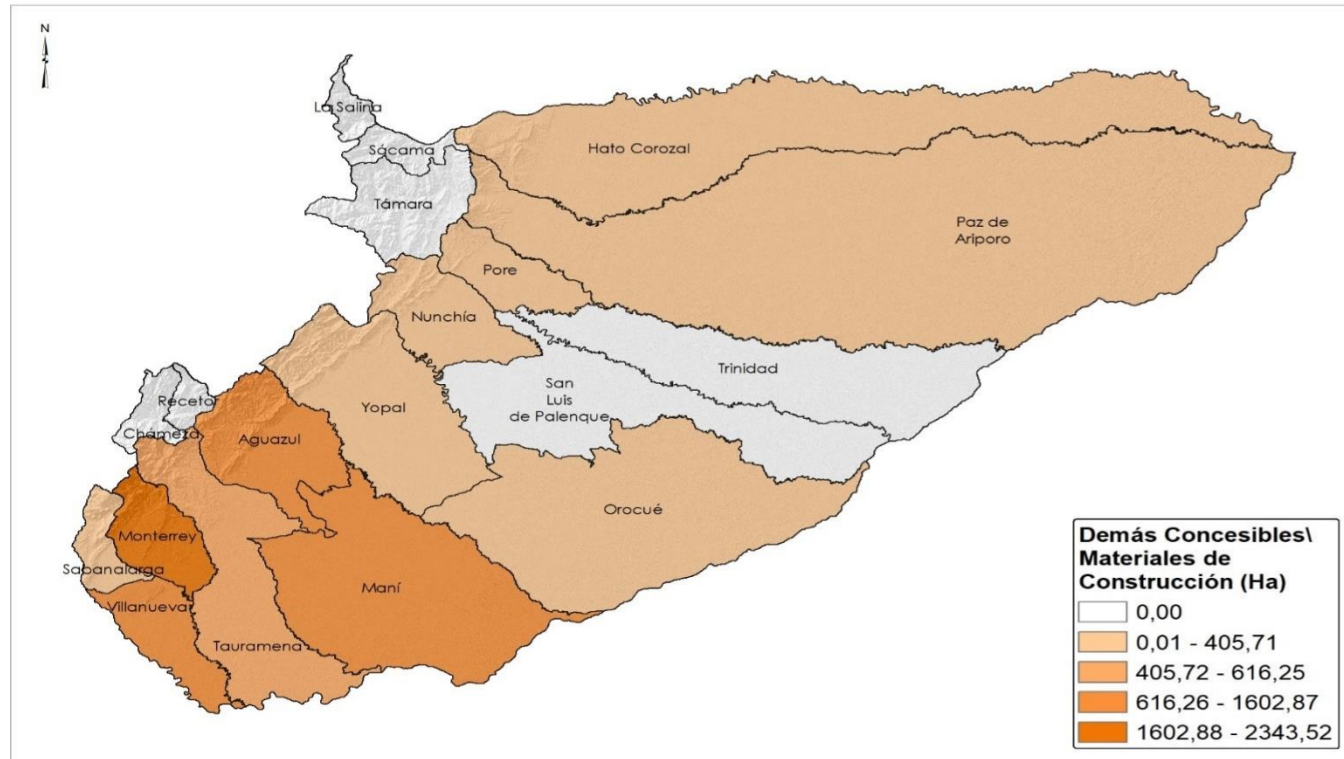 N
La Salina
Sácama
Hato Corozal
Támara
Paz de
Ariporo
Pore
Nunchía
Trinidad
San
Luis
de Palenque
Recetor
Yopal
Chámeza
Aguazul
Orocué
Monterrey
Sabanalarga
Maní
Villanueva
Tauramena
Demás Concesibles\
Materiales de
Construcción (Ha)
0,00
0,01 - 405,71
405,72 - 616,25
616,26 - 1602,87
1602,88 - 2343,52